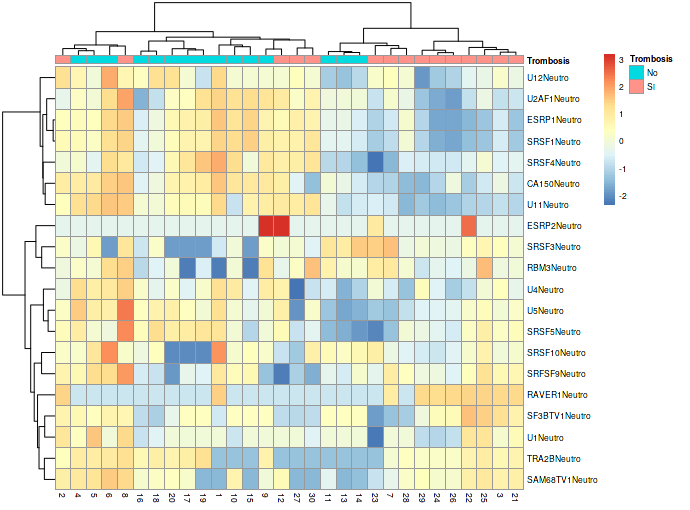 Trombosis
U12Neutro
U2AF1Neutro
ESRP1Neutro
SRSF1Neutro
SRSF4Neutro
CA150Neutro
U11Neutro
ESRP2Neutro
SRSF3Neutro
RBM3Neutro
U4Neutro
U5Neutro
SRSF5Neutro
SRSF10Neutro
SRFSF9Neutro
RAVER1Neutro
SF3BTV1Neutro
U1Neutro
TRA2BNeutro
SAM68TV1Neutro
2 4 5 6 8 16 18 20 17 19 1 10 15 9 12 27 30 11 13 14 23 7 28 29 24 26 22 25 3 21
3
2
1
0
-1
-2
Trombosis
No
SI